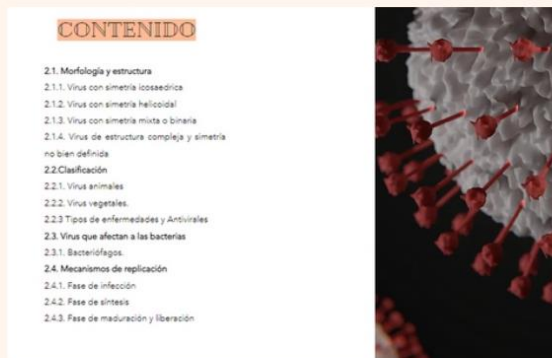 CONTENIDO
2.1. Morfología y estructura
2.1.1. Virus con simetría icosaedrica
2.1.2. Virus con simetría helicoidal
2.1.3. Virus con simetría mixta o binaria
2.1.4. Virus de estructura compleja y simetría
no bien definida
2.2.Clasificación
2.2.1. Virus animales
2.2.2. Virus vegetales.
2.2.3 Tipos de enfermedades y Antivirales
2.3. Virus que afectan a las bacterias
2.3.1. Bacteriófagos.
2.4. Mecanismos de replicación
2.4.1. Fase de infección
2.4.2. Fase de síntesis
2.4.3. Fase de maduración y liberación